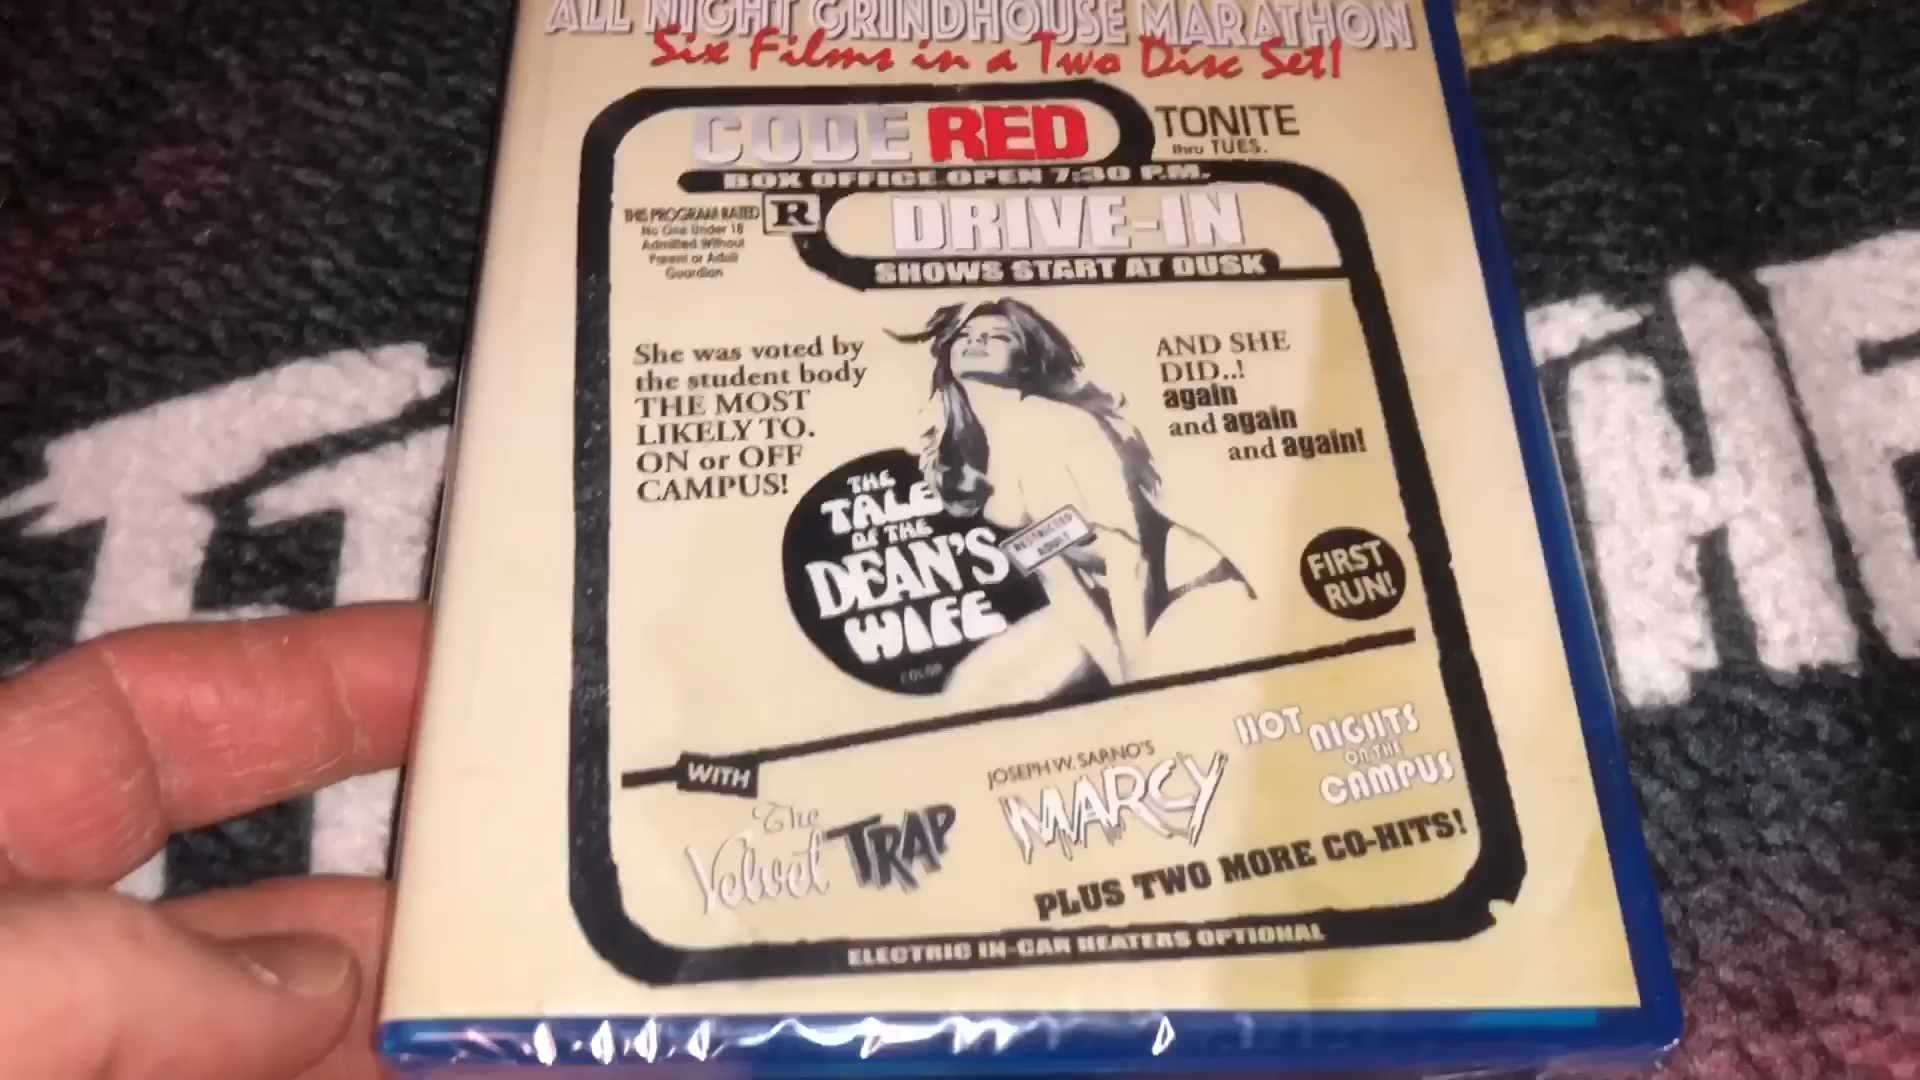 ALL NIGHT GRINDHOUSE MARATHON
Six Films in a Two Disc Set!
CODE RED
TONITE
thru TUES.
BOX OFFICE OPEN 7:30 P.M.
THIS PROGRAM RATED R
No One Under 18
Admitted Without
Parent or Adult
Guardian
DRIVE-IN
SHOWS START AT DUSK
She was voted by
the student body
THE MOST
LIKELY TO.
ON or OFF
CAMPUS!
AND SHE
DID..!
again
and again
and again!
THE
TALE
OF THE
DEAN'S
WIFE
COLOR
RESTRICTED
ADULT
FIRST
RUN!
WITH
The
Velvet TRAP
JOSEPH W. SARNO'S
MARCY
HOT NIGHTS
ON THE
CAMPUS
PLUS TWO MORE CO-HITS!
ELECTRIC IN-CAR HEATERS OPTIONAL